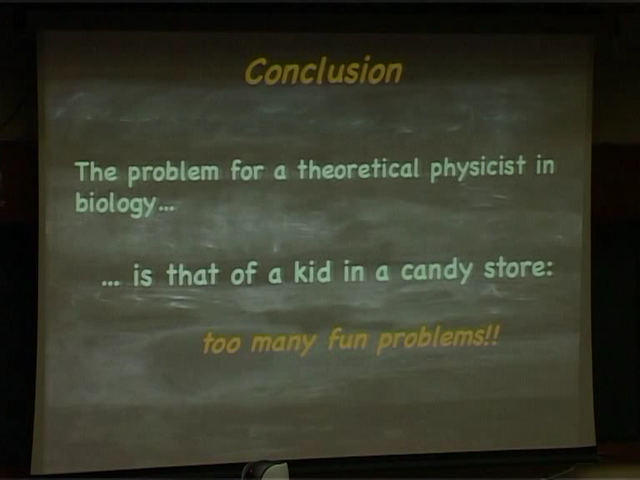 Conclusion
The problem for a theoretical physicist in
biology...
... is that of a kid in a candy store:
too many fun problems!!